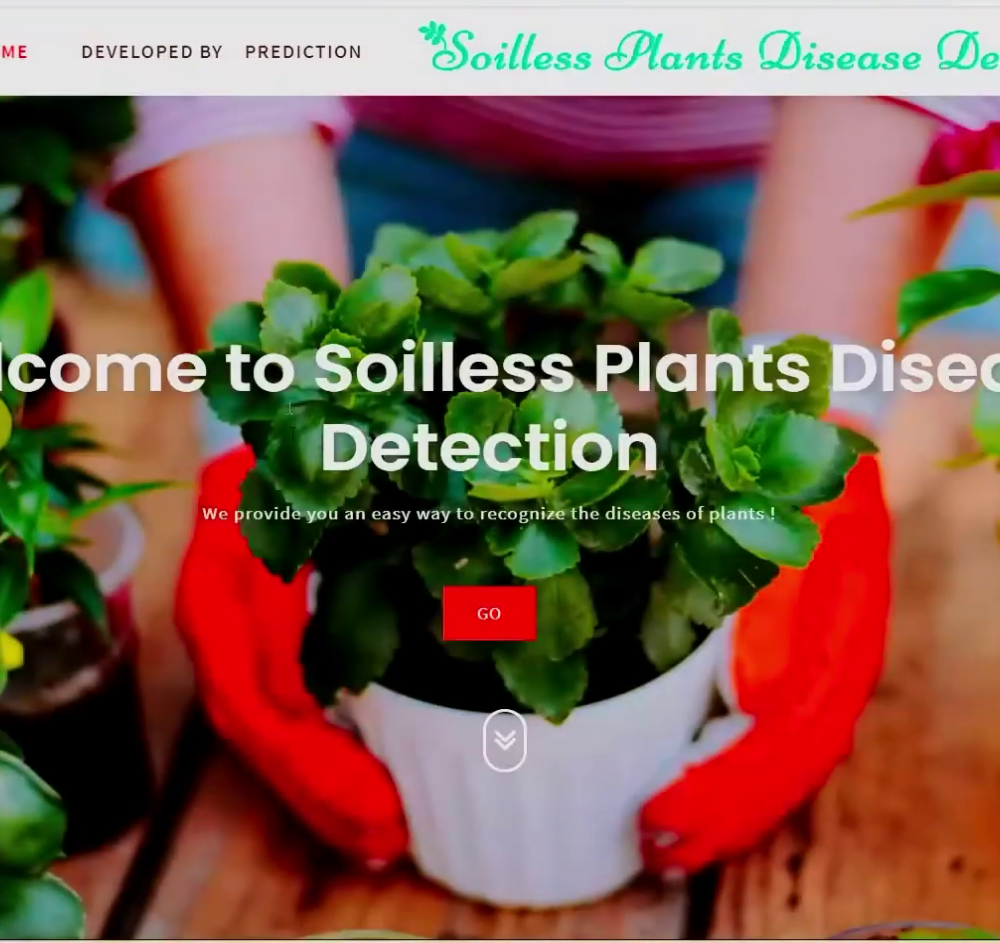 ME DEVELOPED BY PREDICTION Soilless Plants Disease De
lcome to Soilless Plants Disea
Detection
We provide you an easy way to recognize the diseases of plants !
GO